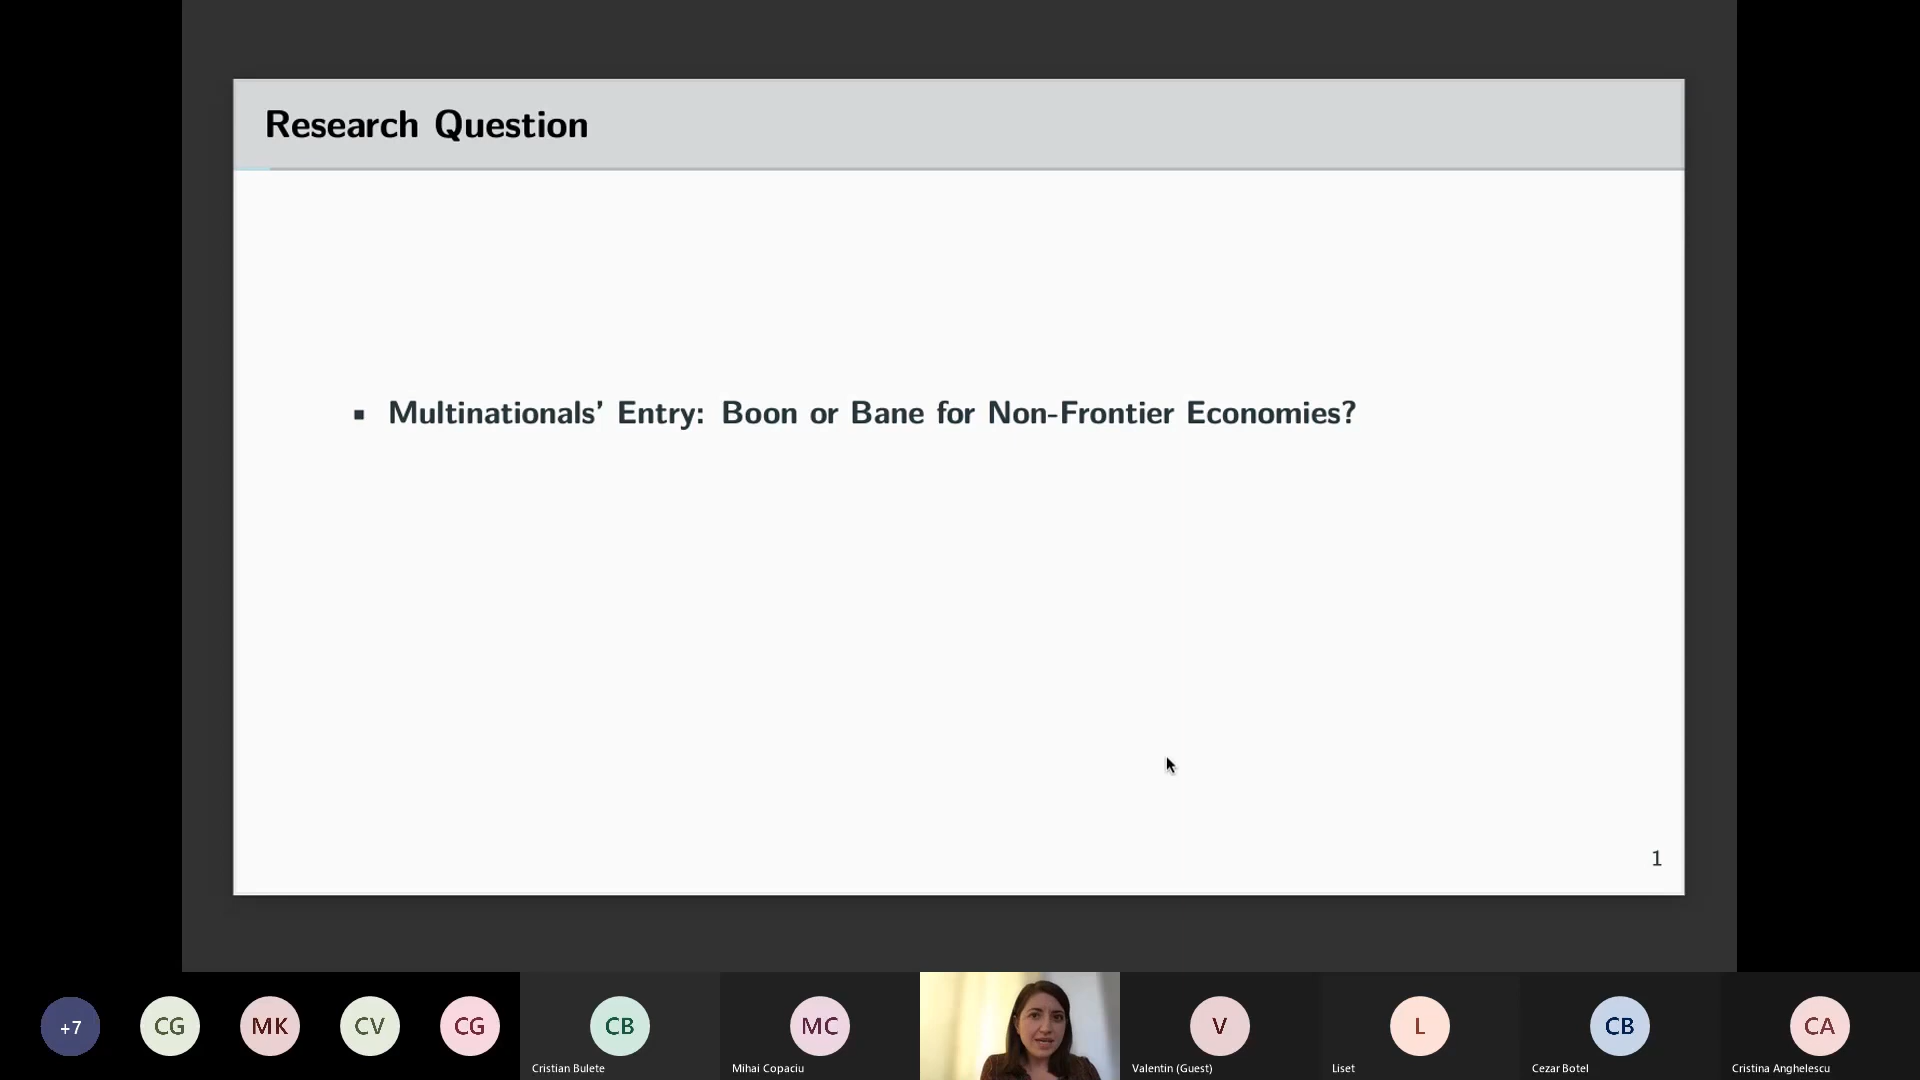 Research Question
▪ Multinationals’ Entry: Boon or Bane for Non-Frontier Economies?
1
+7
CG
MK
CV
CG
CB
MC
V
L
CB
CA
Cristian Bulete
Mihai Copaciu
Valentin (Guest)
Liset
Cezar Botel
Cristina Anghelescu